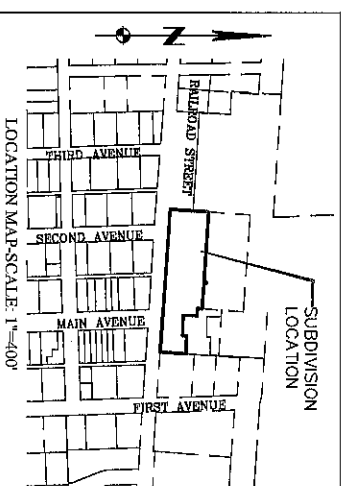 N
RAILROAD STREET
THIRD AVENUE
SECOND AVENUE
MAIN AVENUE
FIRST AVENUE
SUBDIVISION
LOCATION
LOCATION MAP-SCALE: 1"=400'